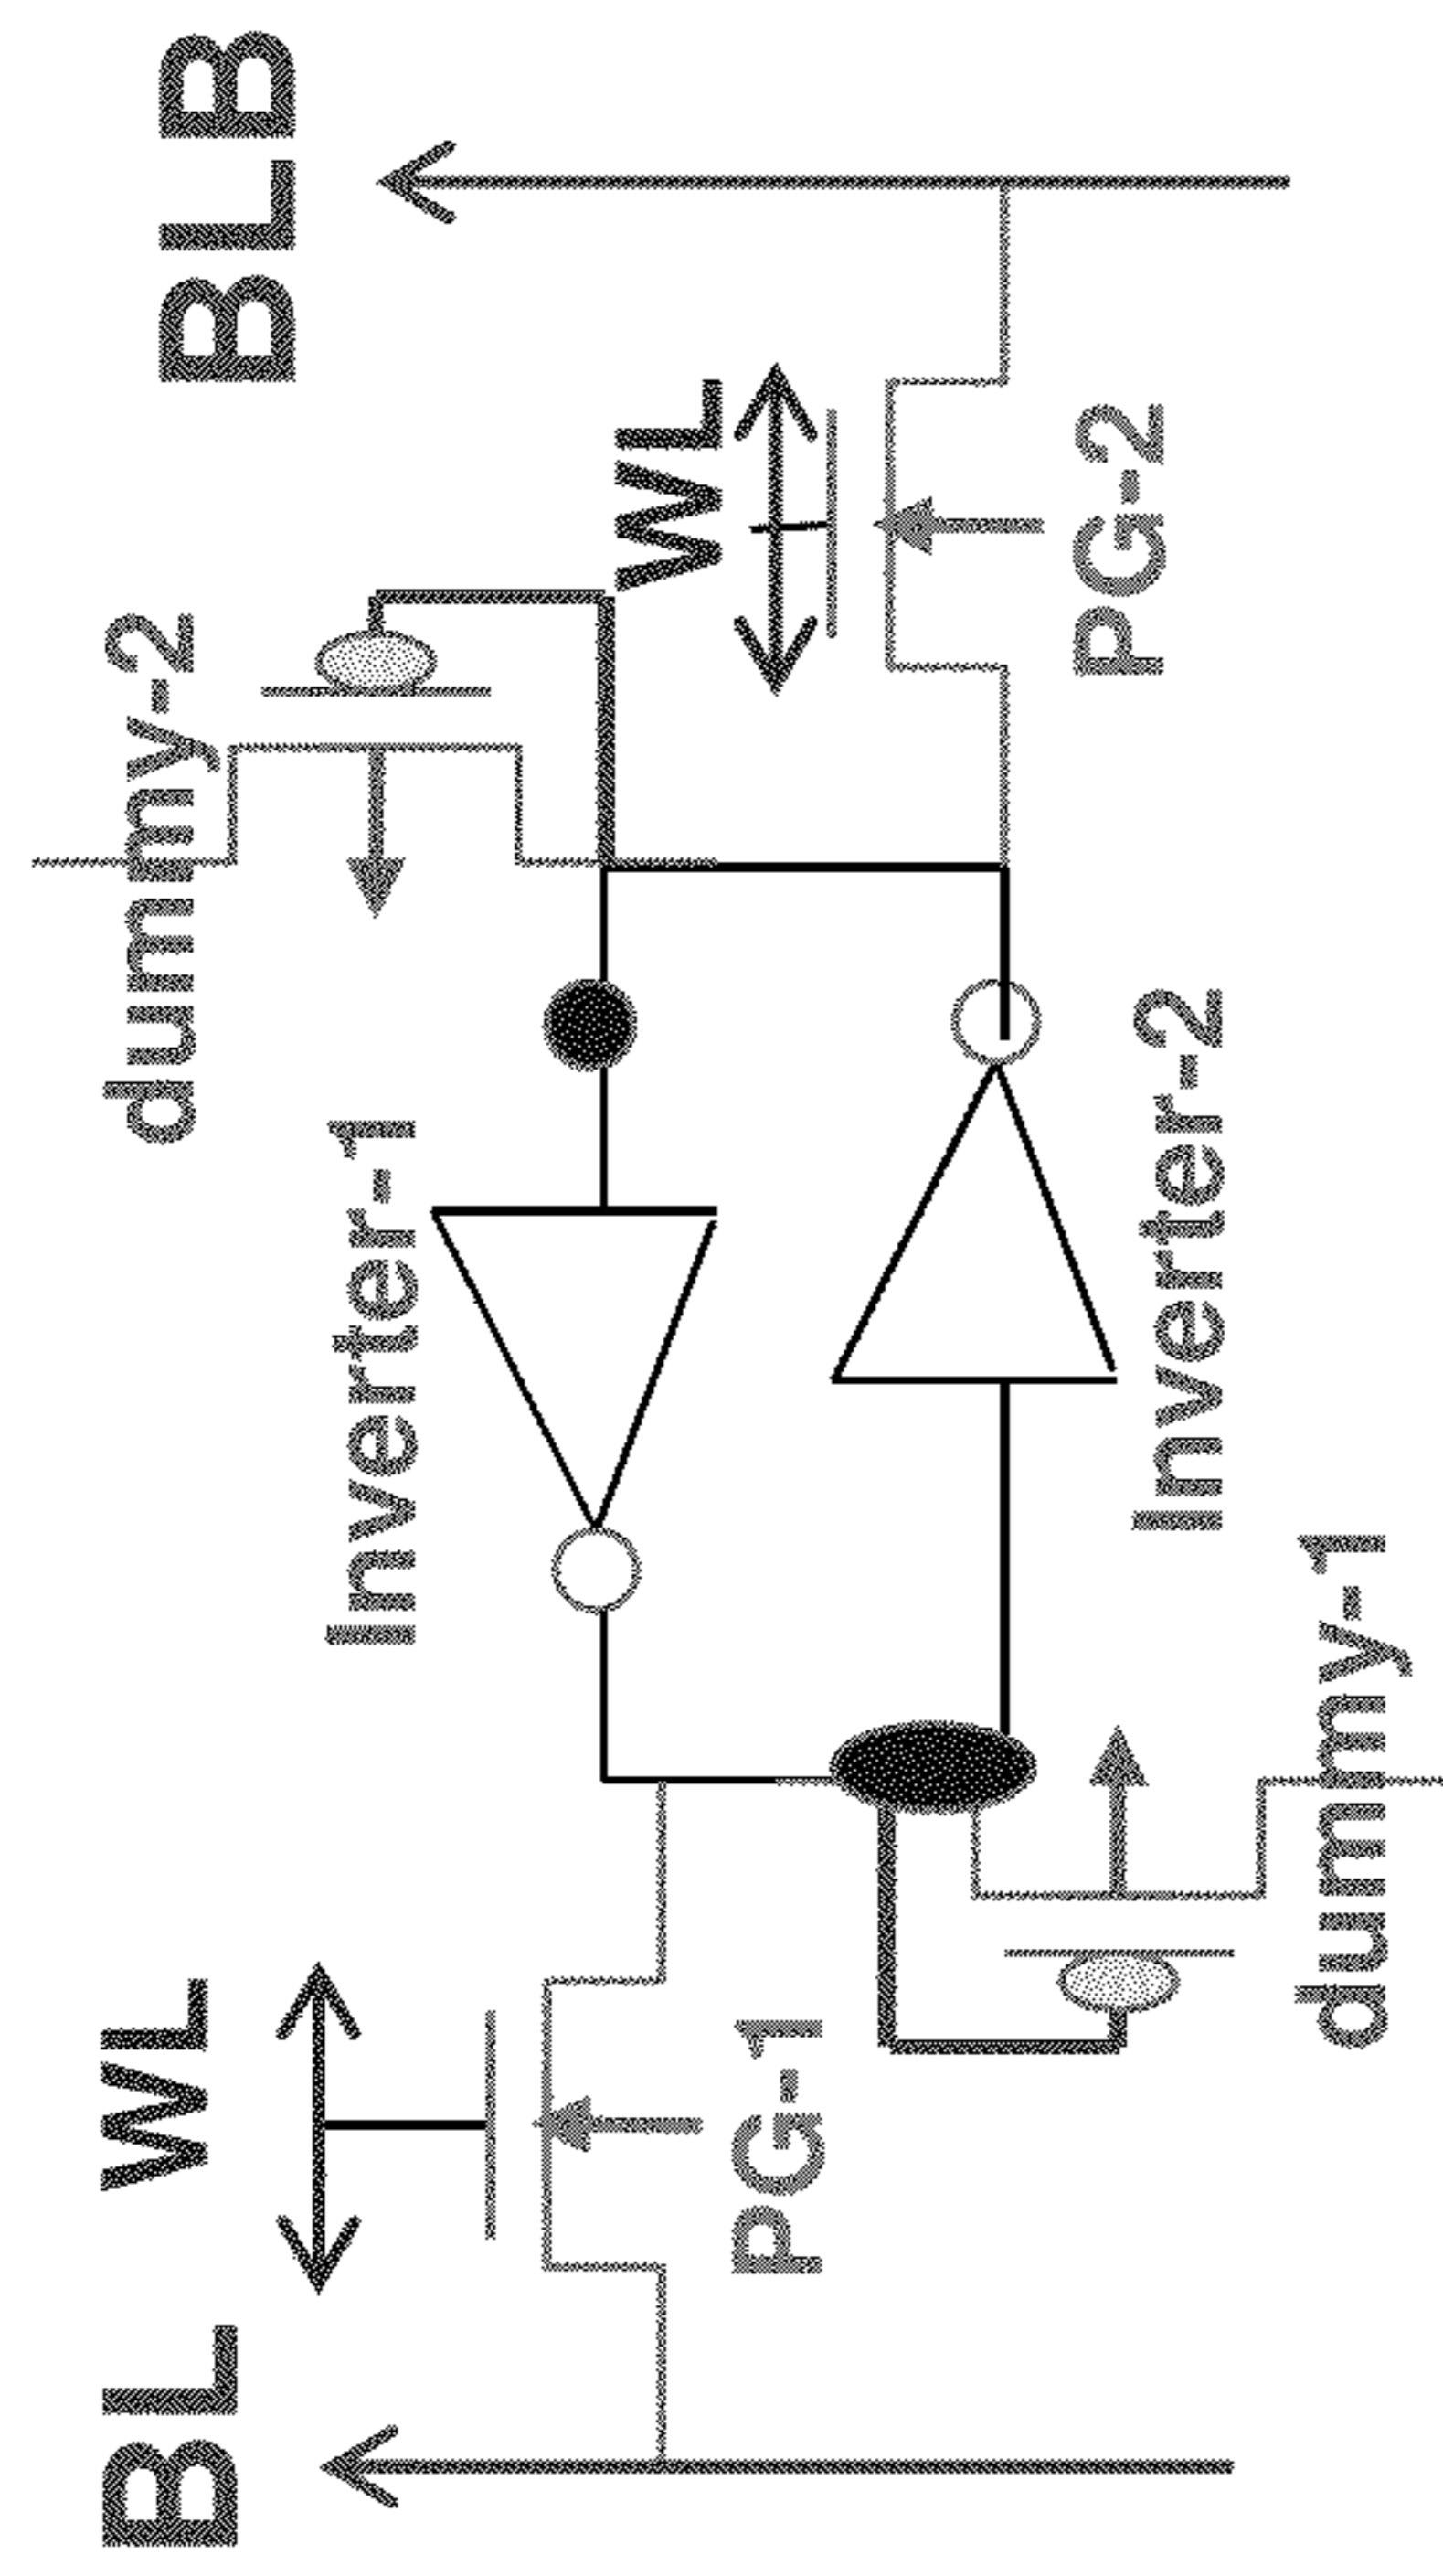 BL
WL
PG-1
dummy-1
Inverter-1
Inverter-2
dummy-2
WL
PG-2
BLB